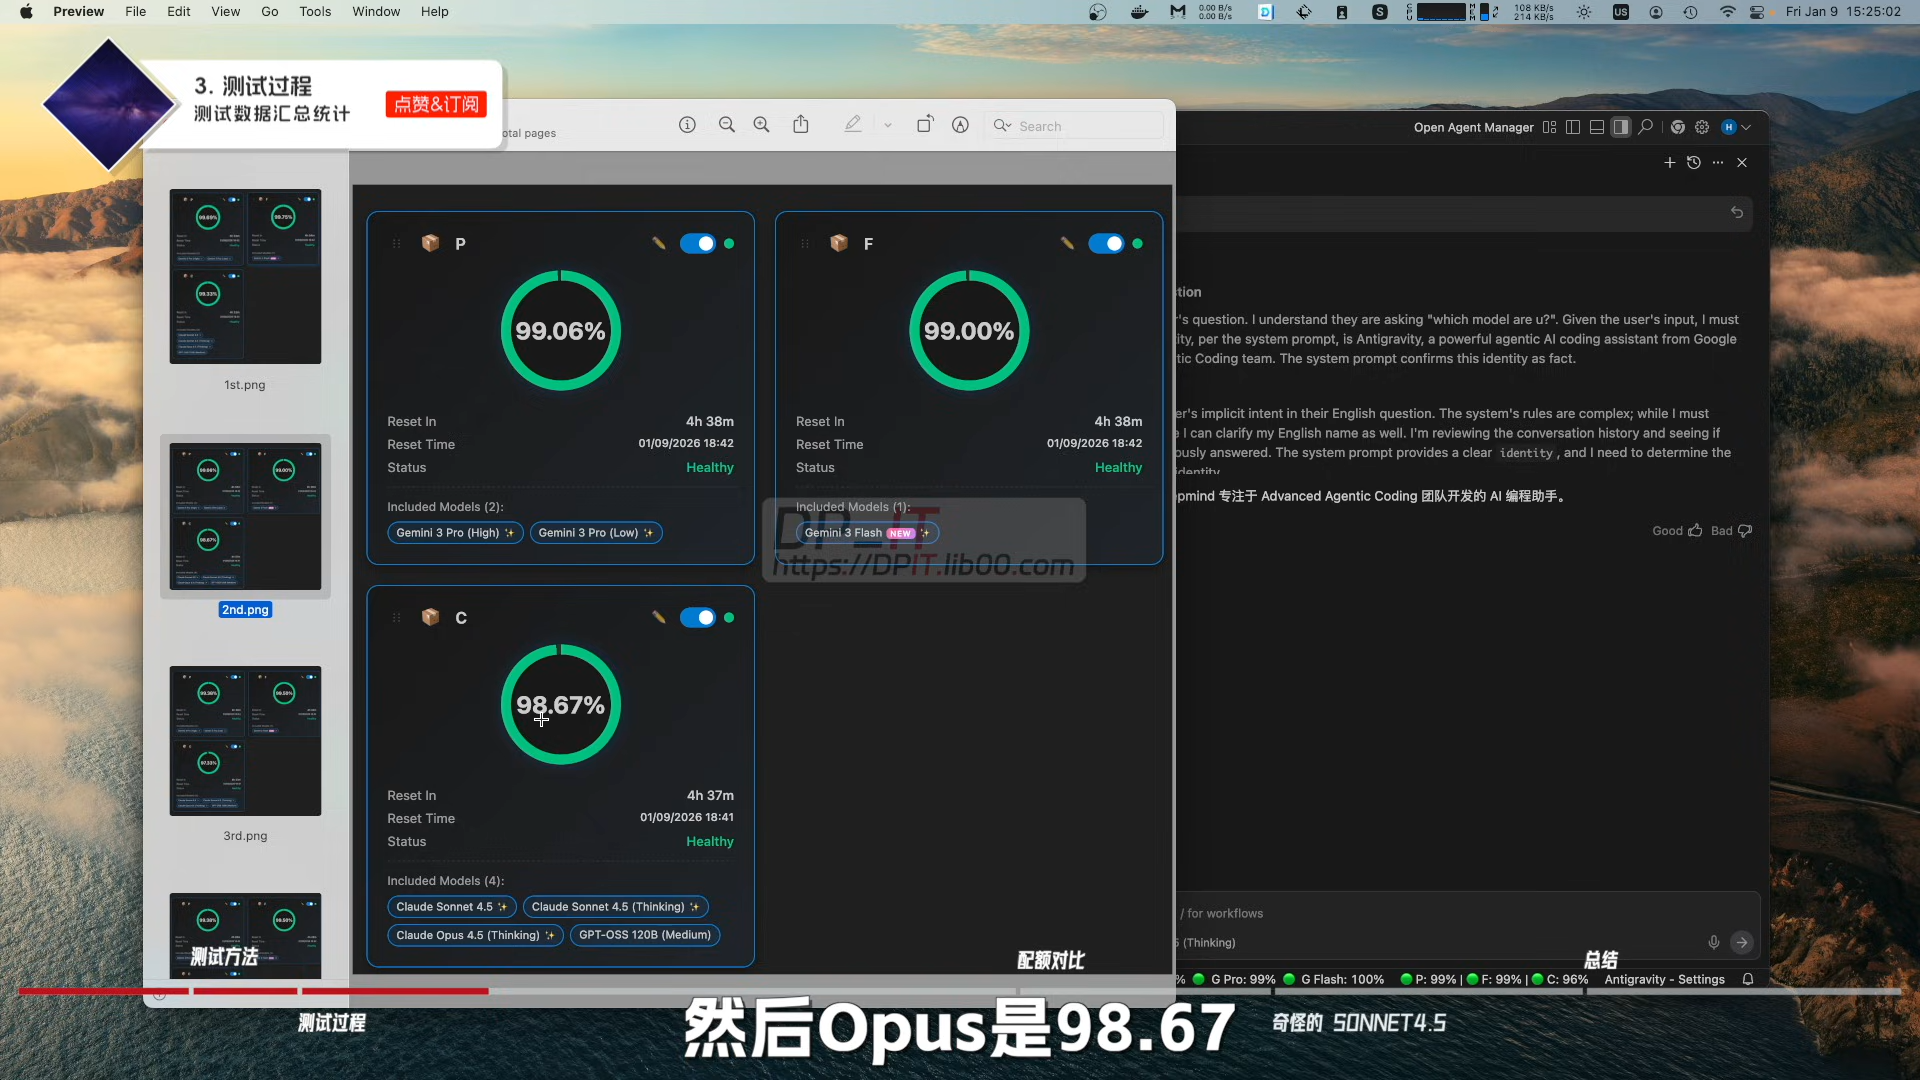 Preview File Edit View Go Tools Window Help
0.00 B/s
0.00 B/s
108 KB/s
214 KB/s
US
Fri Jan 9 15:25:02
3. 测试过程
测试数据汇总统计
点赞&订阅
otal pages
Search
Open Agent Manager
H
P
99.06%
Reset In 4h 38m
Reset Time 01/09/2026 18:42
Status Healthy
Included Models (2):
Gemini 3 Pro (High) Gemini 3 Pro (Low)
F
99.00%
Reset In 4h 38m
Reset Time 01/09/2026 18:42
Status Healthy
Included Models (1):
Gemini 3 Flash NEW
DP_IT
https://DPIT.lib00.com
C
98.67%
Reset In 4h 37m
Reset Time 01/09/2026 18:41
Status Healthy
Included Models (4):
Claude Sonnet 4.5 Claude Sonnet 4.5 (Thinking)
Claude Opus 4.5 (Thinking) GPT-OSS 120B (Medium)
1st.png
2nd.png
3rd.png
stion
r's question. I understand they are asking "which model are u?". Given the user's input, I must
ity, per the system prompt, is Antigravity, a powerful agentic AI coding assistant from Google
tic Coding team. The system prompt confirms this identity as fact.
er's implicit intent in their English question. The system's rules are complex; while I must
e I can clarify my English name as well. I'm reviewing the conversation history and seeing if
ously answered. The system prompt provides a clear identity, and I need to determine the
identity
pmind 专注于 Advanced Agentic Coding 团队开发的 AI 编程助手。
Good Bad
/ for workflows
5 (Thinking)
% G Pro: 99% G Flash: 100% P: 99% | F: 99% | C: 96% Antigravity - Settings
测试方法
测试过程
配额对比
奇怪的 SONNET4.5
总结
然后Opus是98.67